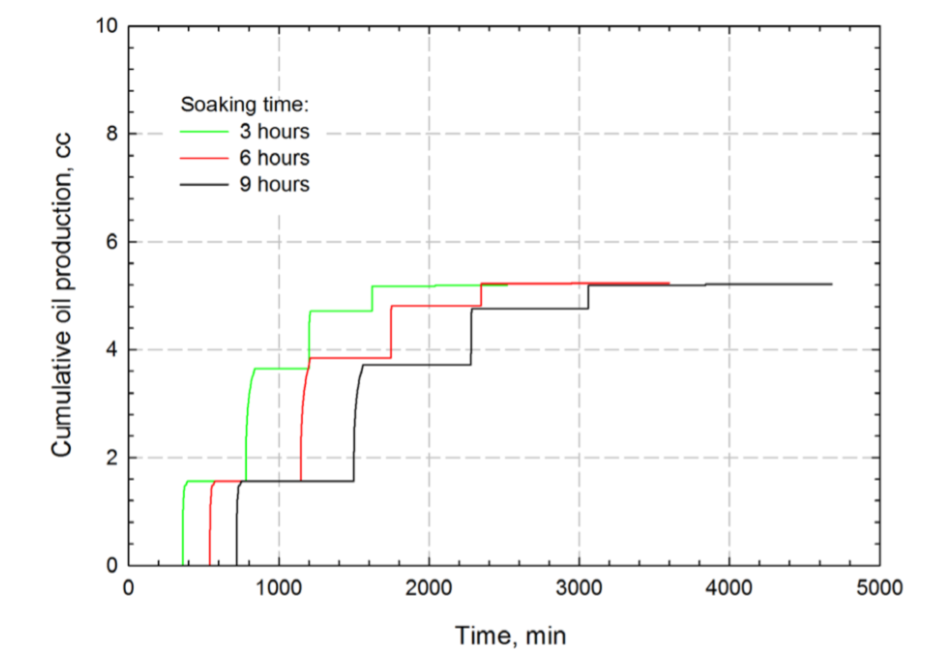 Cumulative oil production, cc
10
8
6
4
2
0
Soaking time:
3 hours
6 hours
9 hours
0 1000 2000 3000 4000 5000
Time, min